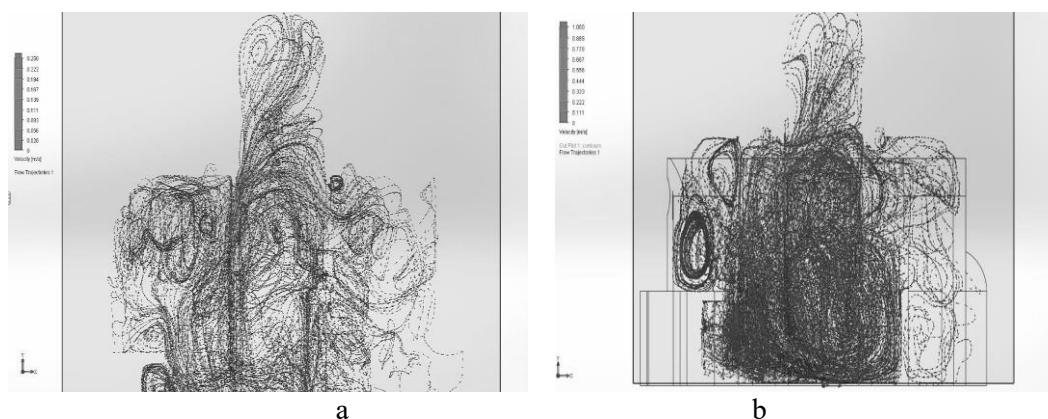 0.250
0.222
0.194
0.167
0.139
0.111
0.083
0.056
0.028
0
Velocity [m/s]
Flow Trajectories 1
Y
X
a
1.000
0.889
0.778
0.667
0.556
0.444
0.333
0.222
0.111
0
Velocity [m/s]
Cut Plot 1: contours
Flow Trajectories 1
Y
X
b